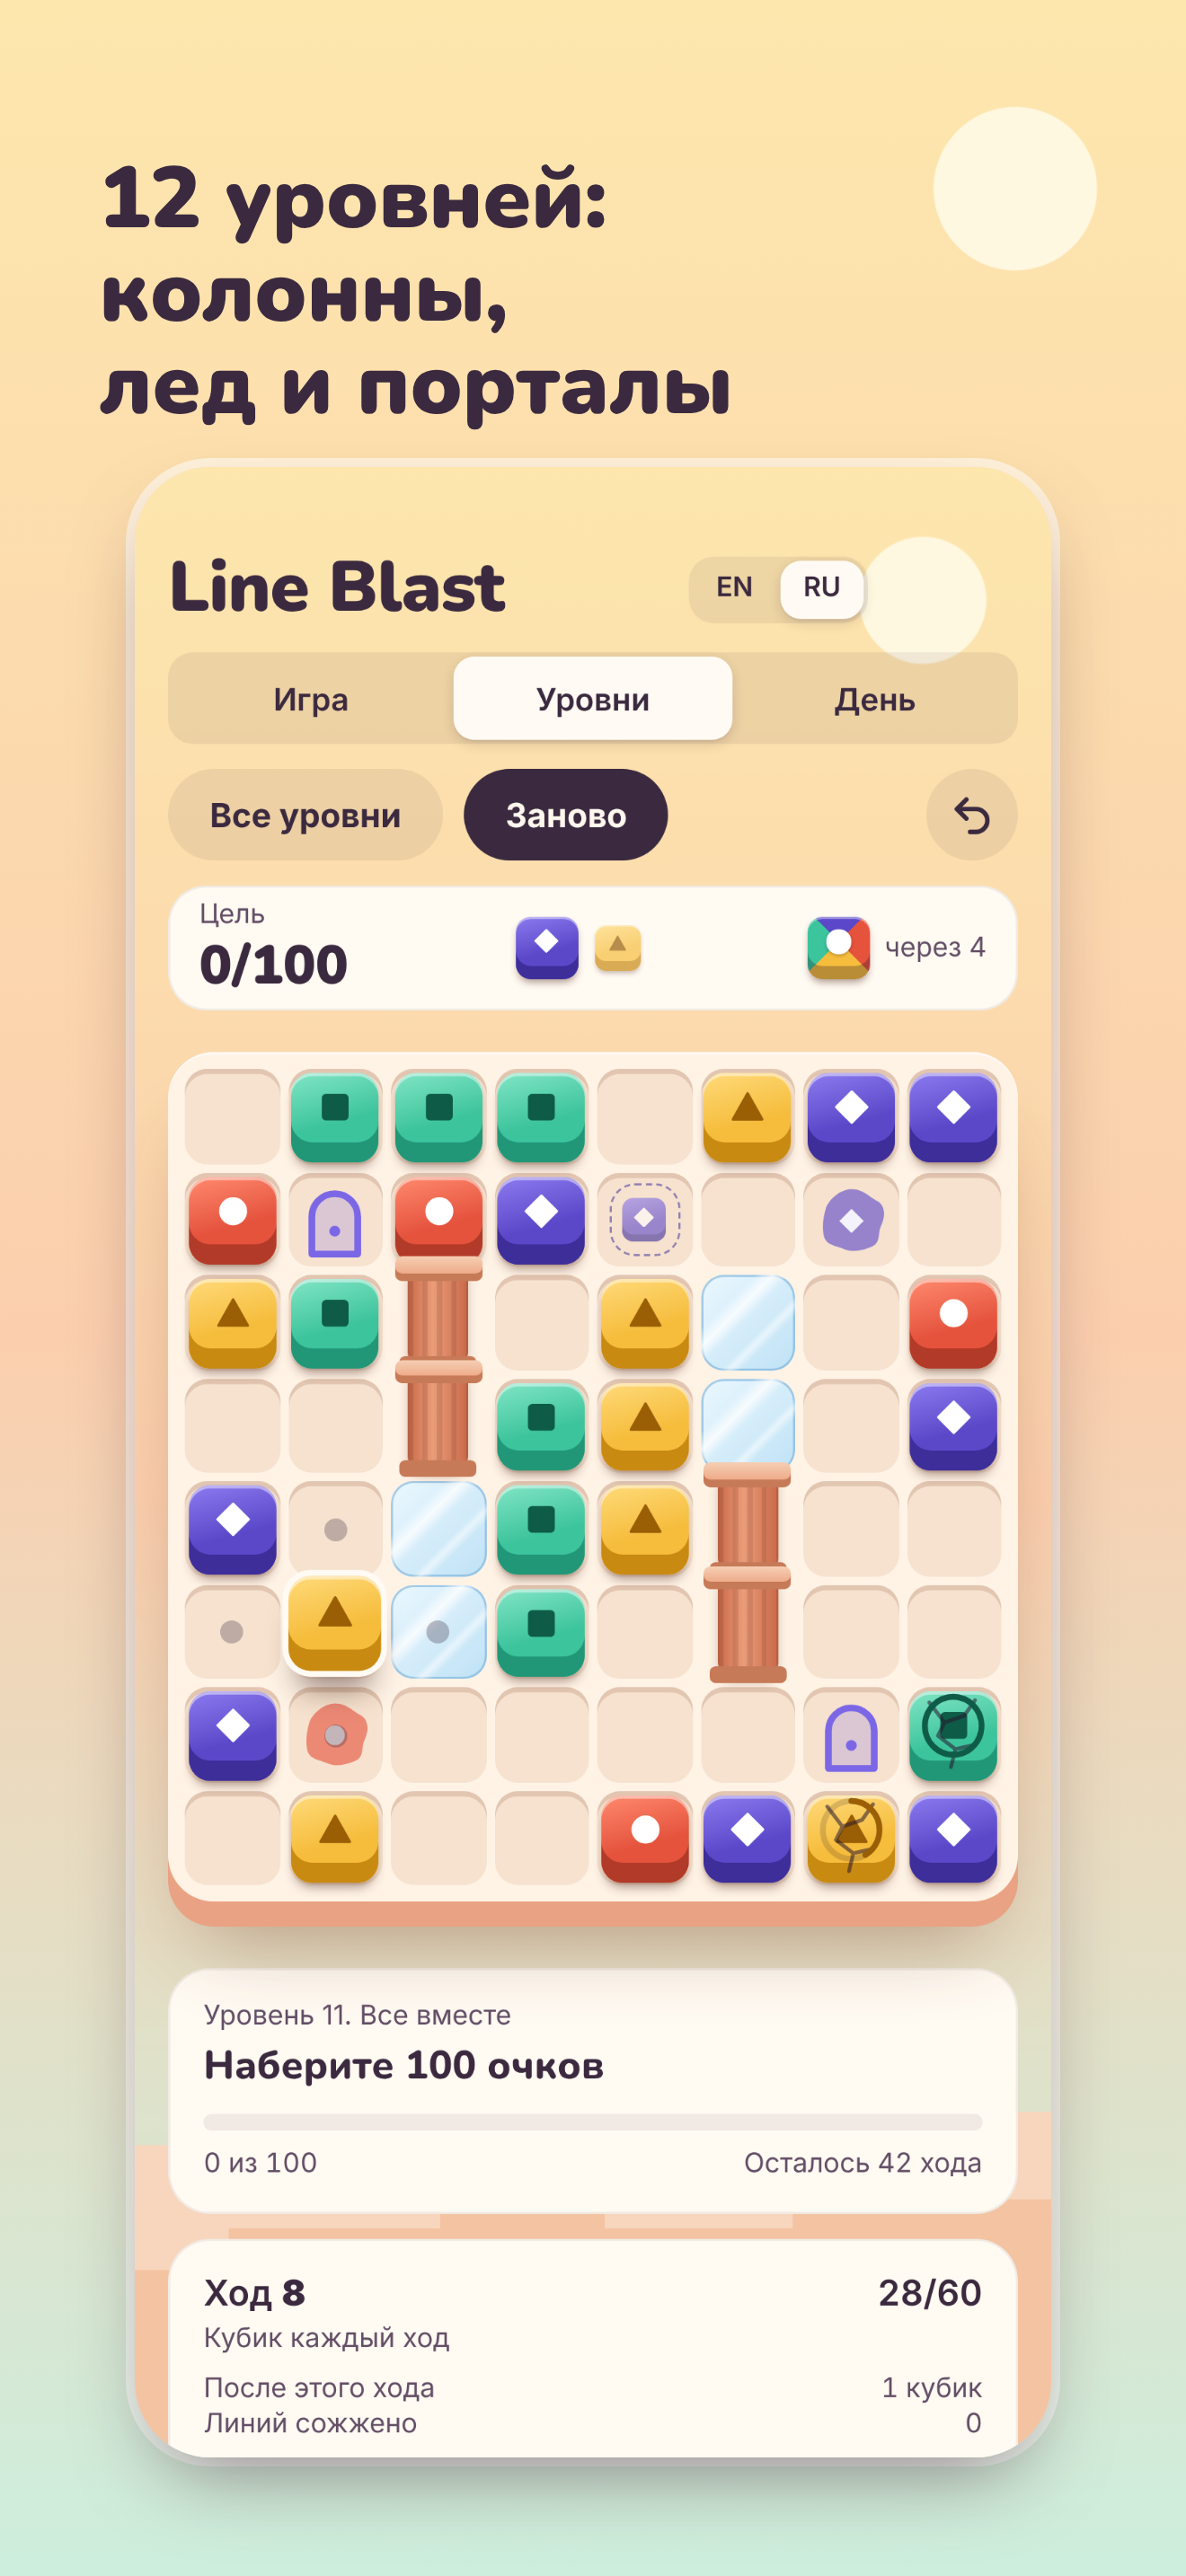 12 уровней:
колонны,
лед и порталы
Line Blast
EN RU
Игра Уровни День
Все уровни Заново
Цель
0/100
через 4
Уровень 11. Все вместе
Наберите 100 очков
0 из 100 Осталось 42 хода
Ход 8 28/60
Кубик каждый ход
После этого хода 1 кубик
Линий сожжено 0